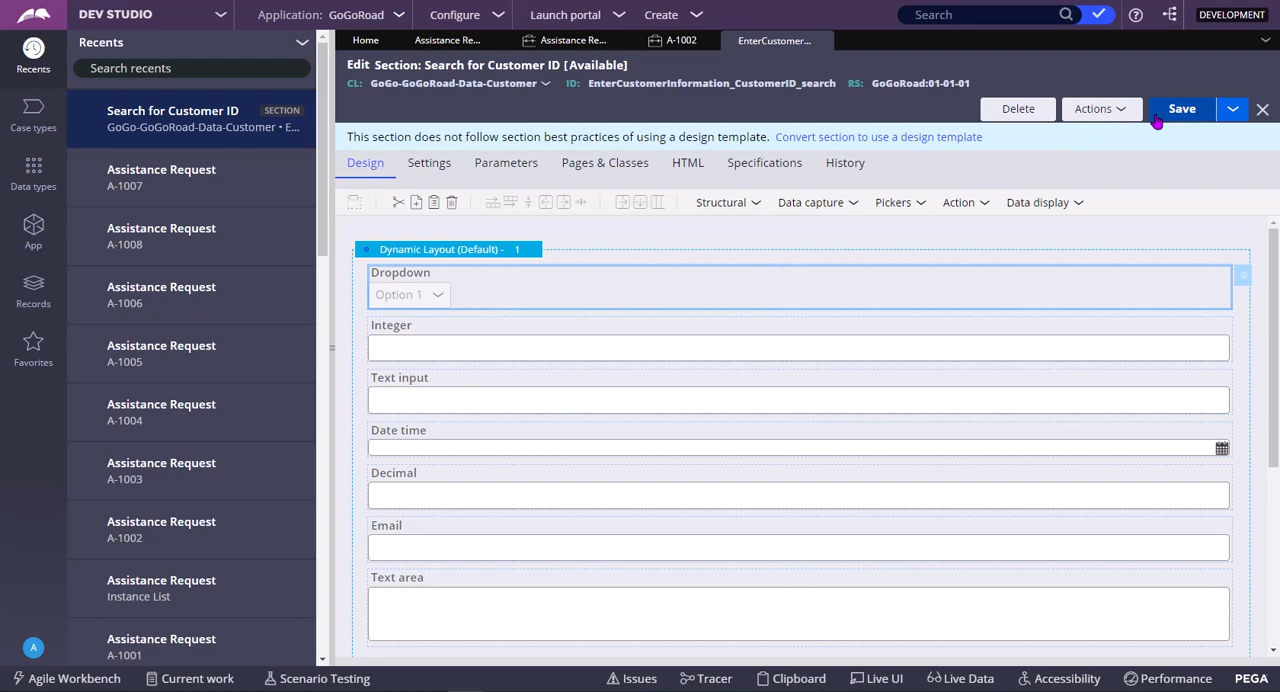 DEV STUDIO
Application: GoGoRoad
Configure
Launch portal
Create
Search
DEVELOPMENT
Recents
Case types
Data types
App
Records
Favorites
A
Recents
Search recents
Search for Customer ID SECTION
GoGo-GoGoRoad-Data-Customer • E...
Assistance Request
A-1007
Assistance Request
A-1008
Assistance Request
A-1006
Assistance Request
A-1005
Assistance Request
A-1004
Assistance Request
A-1003
Assistance Request
A-1002
Assistance Request
Instance List
Assistance Request
A-1001
Home
Assistance Re...
Assistance Re...
A-1002
EnterCustomer...
Edit Section: Search for Customer ID [Available]
CL: GoGo-GoGoRoad-Data-Customer ID: EnterCustomerInformation_CustomerID_search RS: GoGoRoad:01-01-01
Delete
Actions
Save
This section does not follow section best practices of using a design template. Convert section to use a design template
Design
Settings
Parameters
Pages & Classes
HTML
Specifications
History
Structural
Data capture
Pickers
Action
Data display
Dynamic Layout (Default) - 1
Dropdown
Option 1
Integer
Text input
Date time
Decimal
Email
Text area
Agile Workbench
Current work
Scenario Testing
Issues
Tracer
Clipboard
Live UI
Live Data
Accessibility
Performance
PEGA